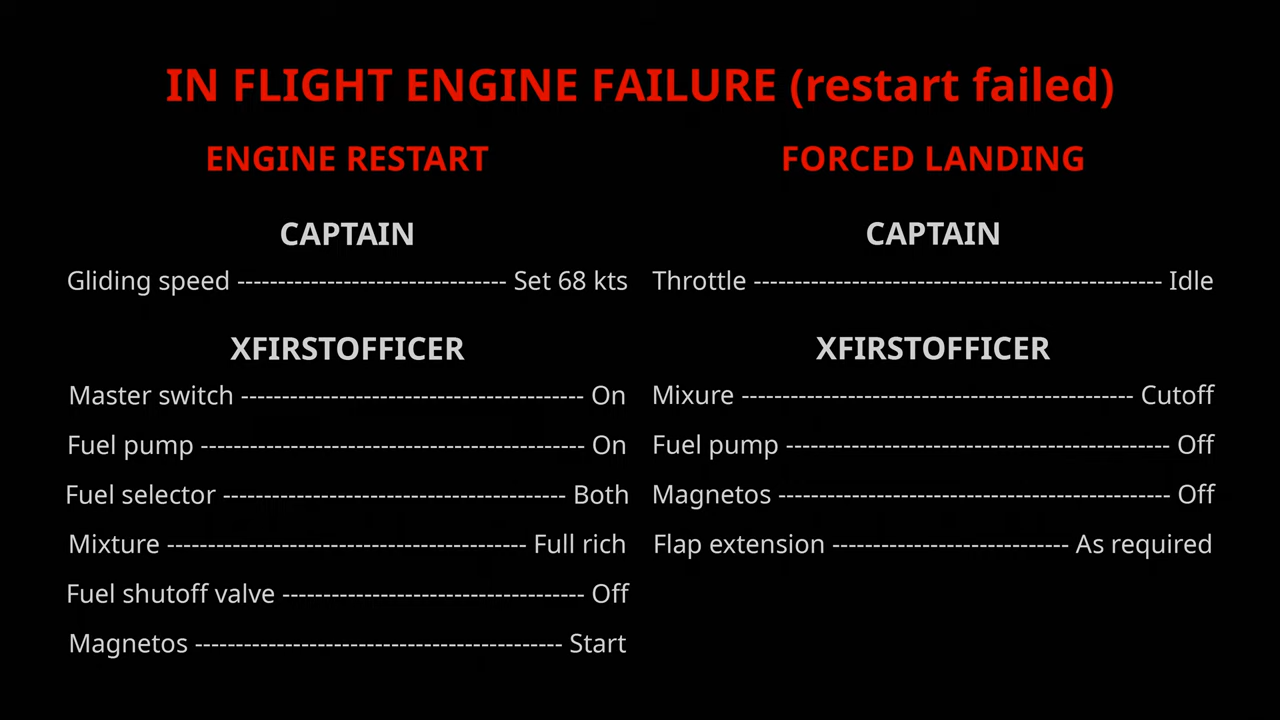 IN FLIGHT ENGINE FAILURE (restart failed)
ENGINE RESTART
CAPTAIN
Gliding speed --------------------------------- Set 68 kts
XFIRSTOFFICER
Master switch ------------------------------------------ On
Fuel pump ----------------------------------------------- On
Fuel selector ------------------------------------------ Both
Mixture -------------------------------------------- Full rich
Fuel shutoff valve ------------------------------------- Off
Magnetos --------------------------------------------- Start
FORCED LANDING
CAPTAIN
Throttle -------------------------------------------------- Idle
XFIRSTOFFICER
Mixure ------------------------------------------------ Cutoff
Fuel pump ----------------------------------------------- Off
Magnetos ------------------------------------------------ Off
Flap extension ----------------------------- As required